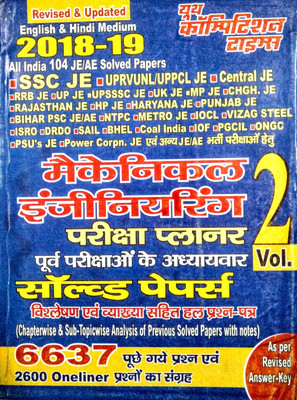 Revised & Updated
English & Hindi Medium
2018-19
यूथ
कॉम्पिटिशन
टाइम्स
All India 104 JE/AE Solved Papers
SSC JE UPRVUNL/UPPCL JE Central JE
RRB JE UP JE UPSSSC JE UK JE MP JE CHGH. JE
RAJASTHAN JE HP JE HARYANA JE PUNJAB JE
BIHAR PSC JE/AE NTPC METRO JE IOCL VIZAG STEEL
ISRO DRDO SAIL BHEL Coal India IOF PGCIL ONGC
PSU's JE Power Corpn. JE एवं अन्य JE/AE भर्ती परीक्षाओं हेतु
मैकेनिकल
इंजीनियरिंग
2
Vol.
परीक्षा प्लानर
पूर्व परीक्षाओं के अध्यायवार
सॉल्व्ड पेपर्स
विश्लेषण एवं व्याख्या सहित हल प्रश्न-पत्र
(Chapterwise & Sub-Topicwise Analysis of Previous Solved Papers with notes)
6637 पूछे गये प्रश्न एवं
2600 Oneliner प्रश्नों का संग्रह
As per
Revised
Answer-Key